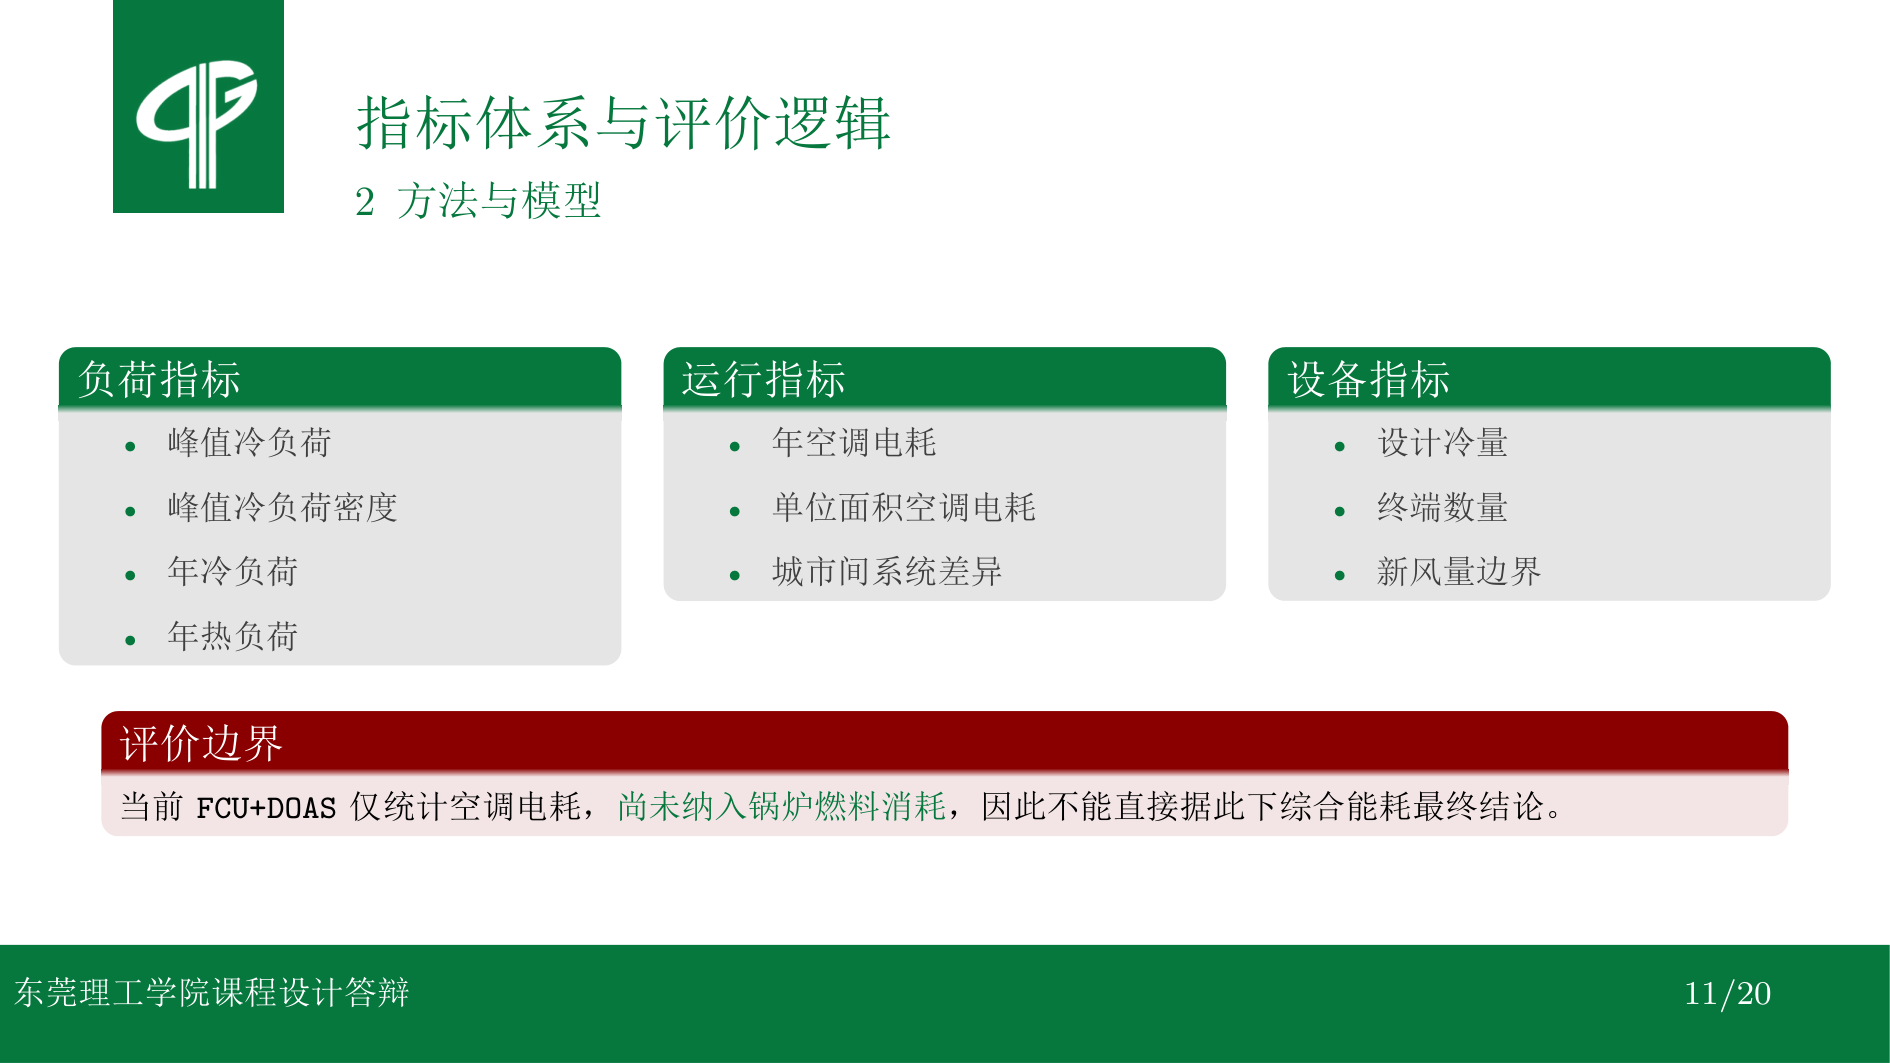 指标体系与评价逻辑
2 方法与模型
负荷指标
峰值冷负荷
峰值冷负荷密度
年冷负荷
年热负荷
运行指标
年空调电耗
单位面积空调电耗
城市间系统差异
设备指标
设计冷量
终端数量
新风量边界
评价边界
当前 FCU+DOAS 仅统计空调电耗，尚未纳入锅炉燃料消耗，因此不能直接据此下综合能耗最终结论。
东莞理工学院课程设计答辩
11/20